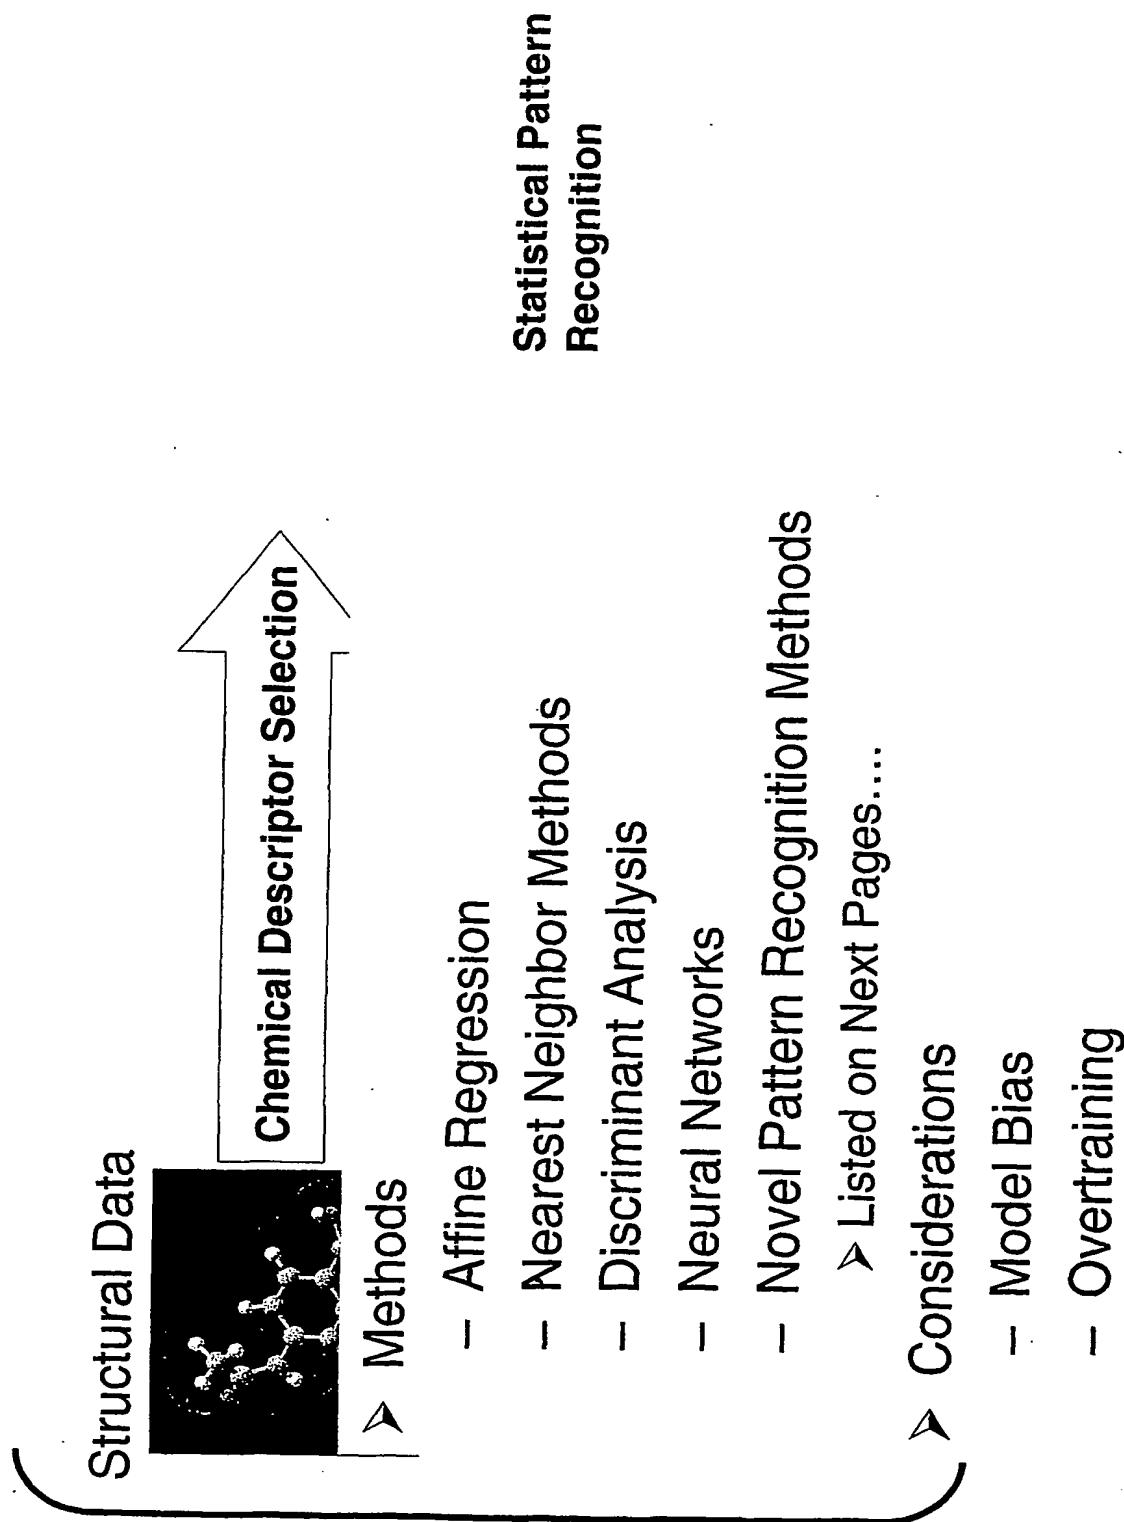 Structural Data
Chemical Descriptor Selection
Statistical Pattern
Recognition
➢ Methods
– Affine Regression
– Nearest Neighbor Methods
– Discriminant Analysis
– Neural Networks
– Novel Pattern Recognition Methods
➢ Listed on Next Pages....
➢ Considerations
– Model Bias
– Overtraining